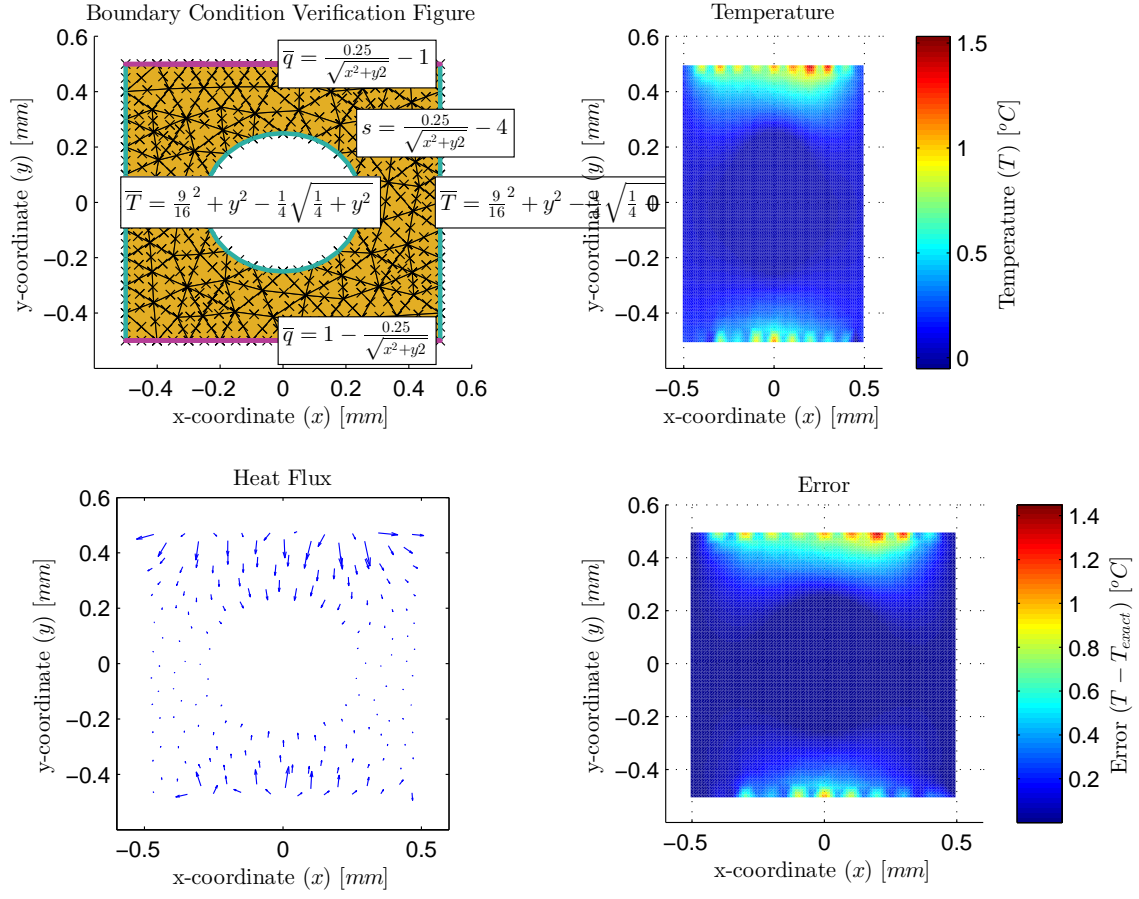 Boundary Condition Verification Figure
0.6
0.4
0.2
0
−0.2
−0.4
y-coordinate (y) [mm]
q̅ = 0.25/√(x²+y2) − 1
s = 0.25/√(x²+y2) − 4
T̅ = 9/16² + y² − 1/4 √(1/4 + y²)
T̅ = 9/16² + y² − 1/4 √(1/4
q̅ = 1 − 0.25/√(x²+y2)
−0.4 −0.2 0 0.2 0.4 0.6
x-coordinate (x) [mm]
Temperature
0.6
0.4
0.2
0
−0.2
−0.4
y-coordinate (y) [mm]
−0.5 0 0.5
x-coordinate (x) [mm]
1.5
1
0.5
0
Temperature (T) [°C]
Heat Flux
0.6
0.4
0.2
0
−0.2
−0.4
y-coordinate (y) [mm]
−0.5 0 0.5
x-coordinate (x) [mm]
Error
0.6
0.4
0.2
0
−0.2
−0.4
y-coordinate (y) [mm]
−0.5 0 0.5
x-coordinate (x) [mm]
1.4
1.2
1
0.8
0.6
0.4
0.2
Error (T − T_exact) [°C]